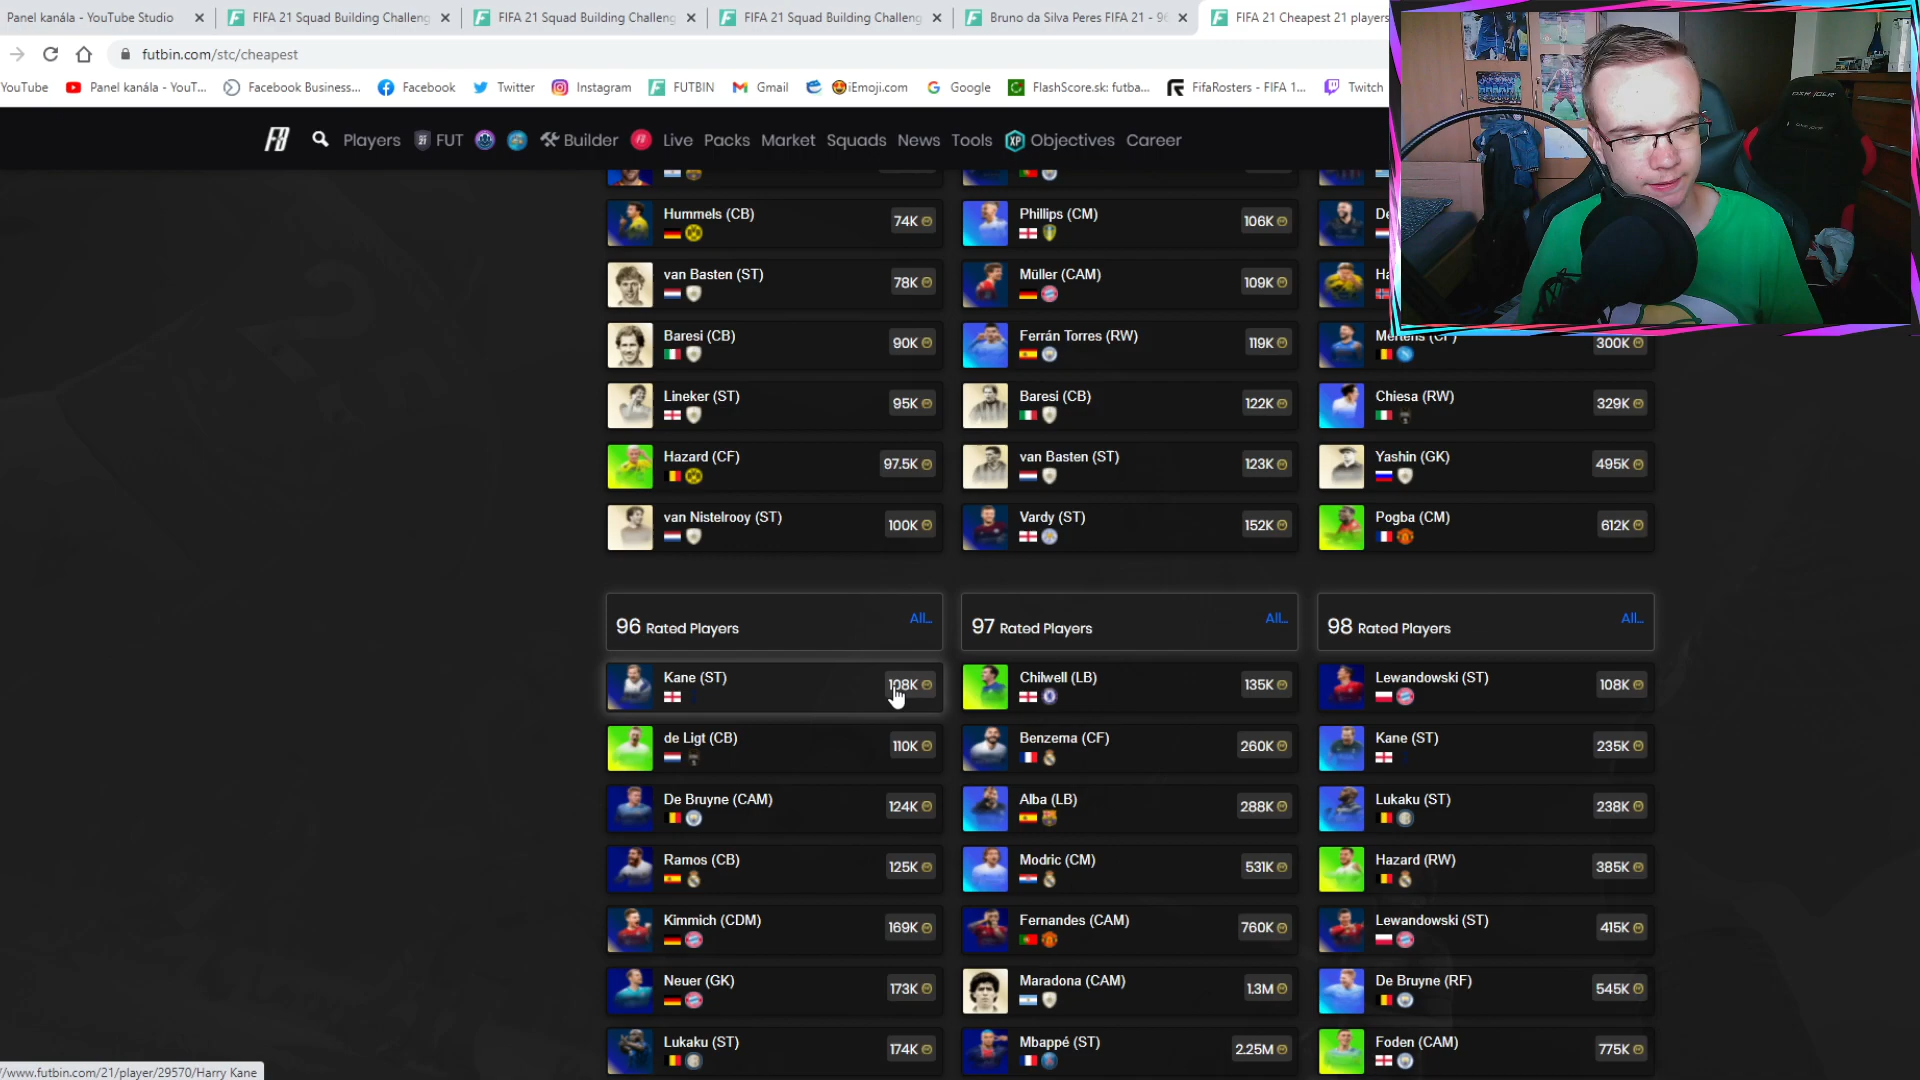 Panel kanála - YouTube Studio
FIFA 21 Squad Building Challeng
FIFA 21 Squad Building Challeng
FIFA 21 Squad Building Challeng
Bruno da Silva Peres FIFA 21 - 96
FIFA 21 Cheapest 21 players
futbin.com/stc/cheapest
YouTube
Panel kanála - YouT...
Facebook Business...
Facebook
Twitter
Instagram
FUTBIN
Gmail
iEmoji.com
Google
FlashScore.sk: futba...
FifaRosters - FIFA 1...
Twitch
Players
FUT
Builder
Live
Packs
Market
Squads
News
Tools
XP Objectives
Career
Hummels (CB) 74K
van Basten (ST) 78K
Baresi (CB) 90K
Lineker (ST) 95K
Hazard (CF) 97.5K
van Nistelrooy (ST) 100K
Phillips (CM) 106K
Müller (CAM) 109K
Ferrán Torres (RW) 119K
Baresi (CB) 122K
van Basten (ST) 123K
Vardy (ST) 152K
De
Ha
Mertens (CF) 300K
Chiesa (RW) 329K
Yashin (GK) 495K
Pogba (CM) 612K
96 Rated Players All...
Kane (ST) 108K
de Ligt (CB) 110K
De Bruyne (CAM) 124K
Ramos (CB) 125K
Kimmich (CDM) 169K
Neuer (GK) 173K
Lukaku (ST) 174K
97 Rated Players All...
Chilwell (LB) 135K
Benzema (CF) 260K
Alba (LB) 288K
Modric (CM) 531K
Fernandes (CAM) 760K
Maradona (CAM) 1.3M
Mbappé (ST) 2.25M
98 Rated Players All...
Lewandowski (ST) 108K
Kane (ST) 235K
Lukaku (ST) 238K
Hazard (RW) 385K
Lewandowski (ST) 415K
De Bruyne (RF) 545K
Foden (CAM) 775K
/www.futbin.com/21/player/29570/Harry Kane